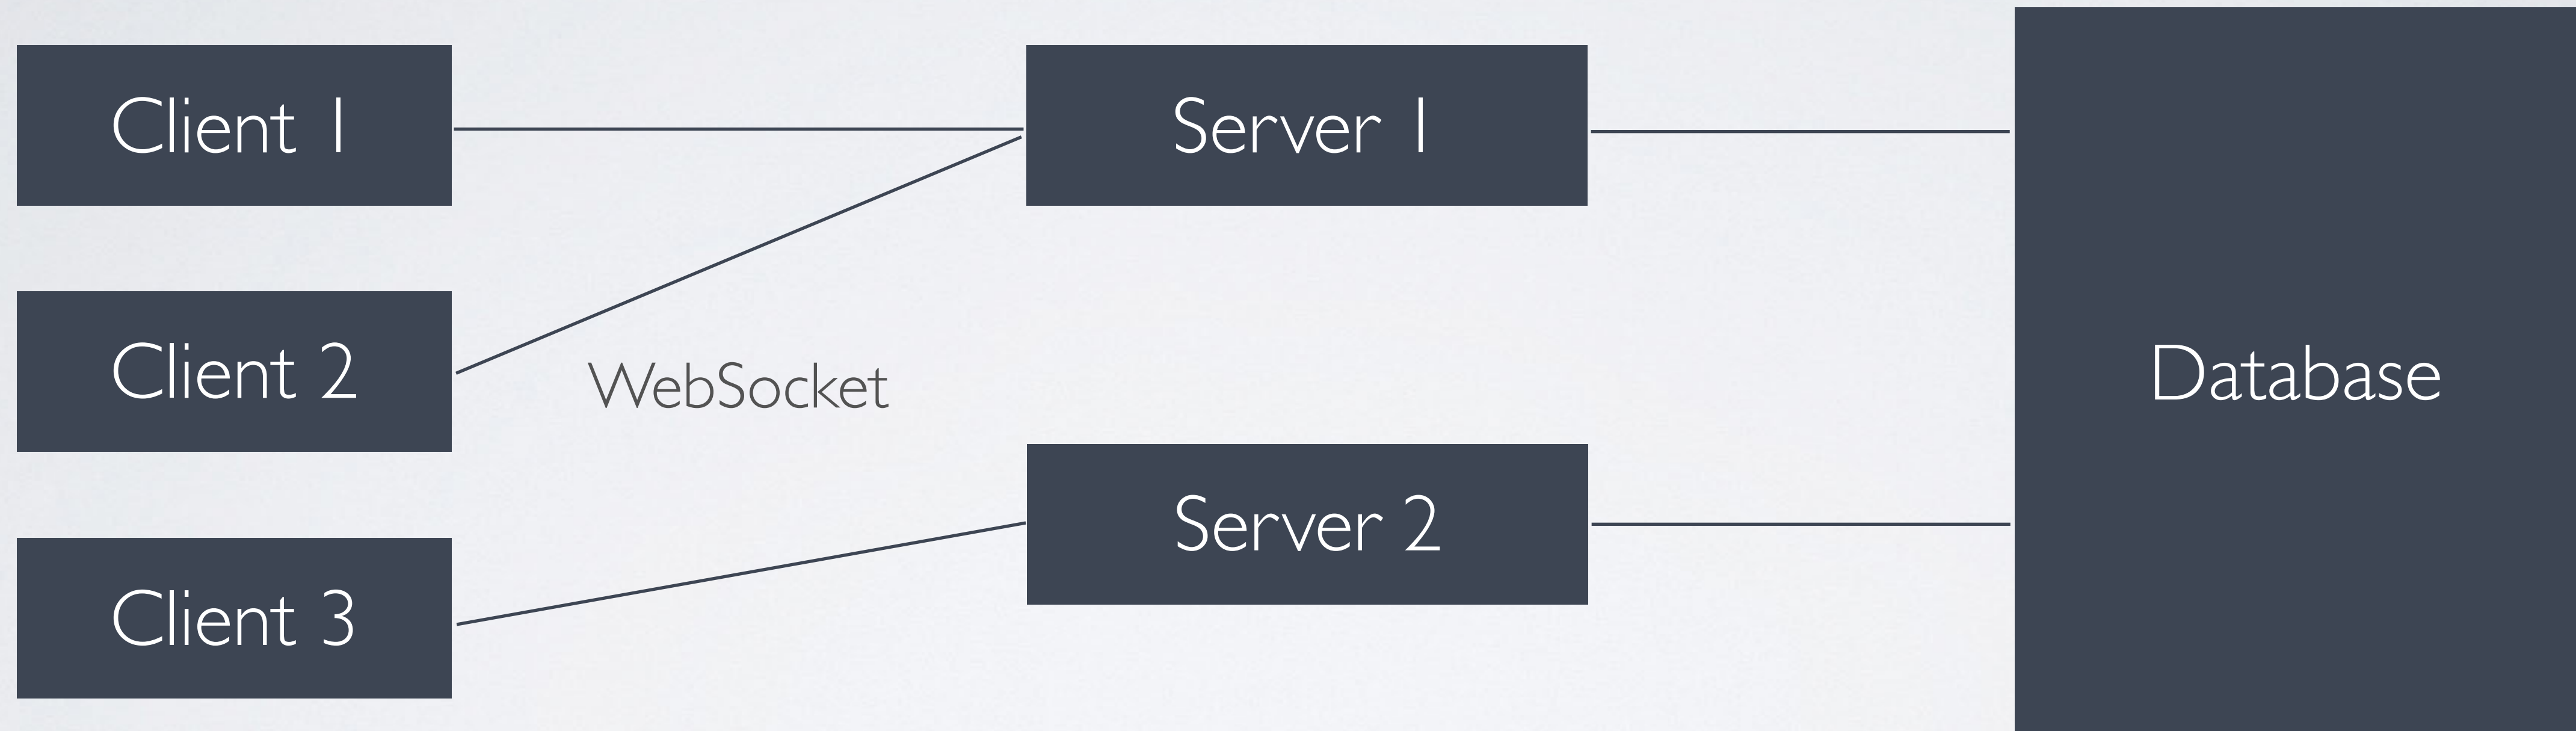 Client 1
Server 1
Client 2
WebSocket
Database
Server 2
Client 3